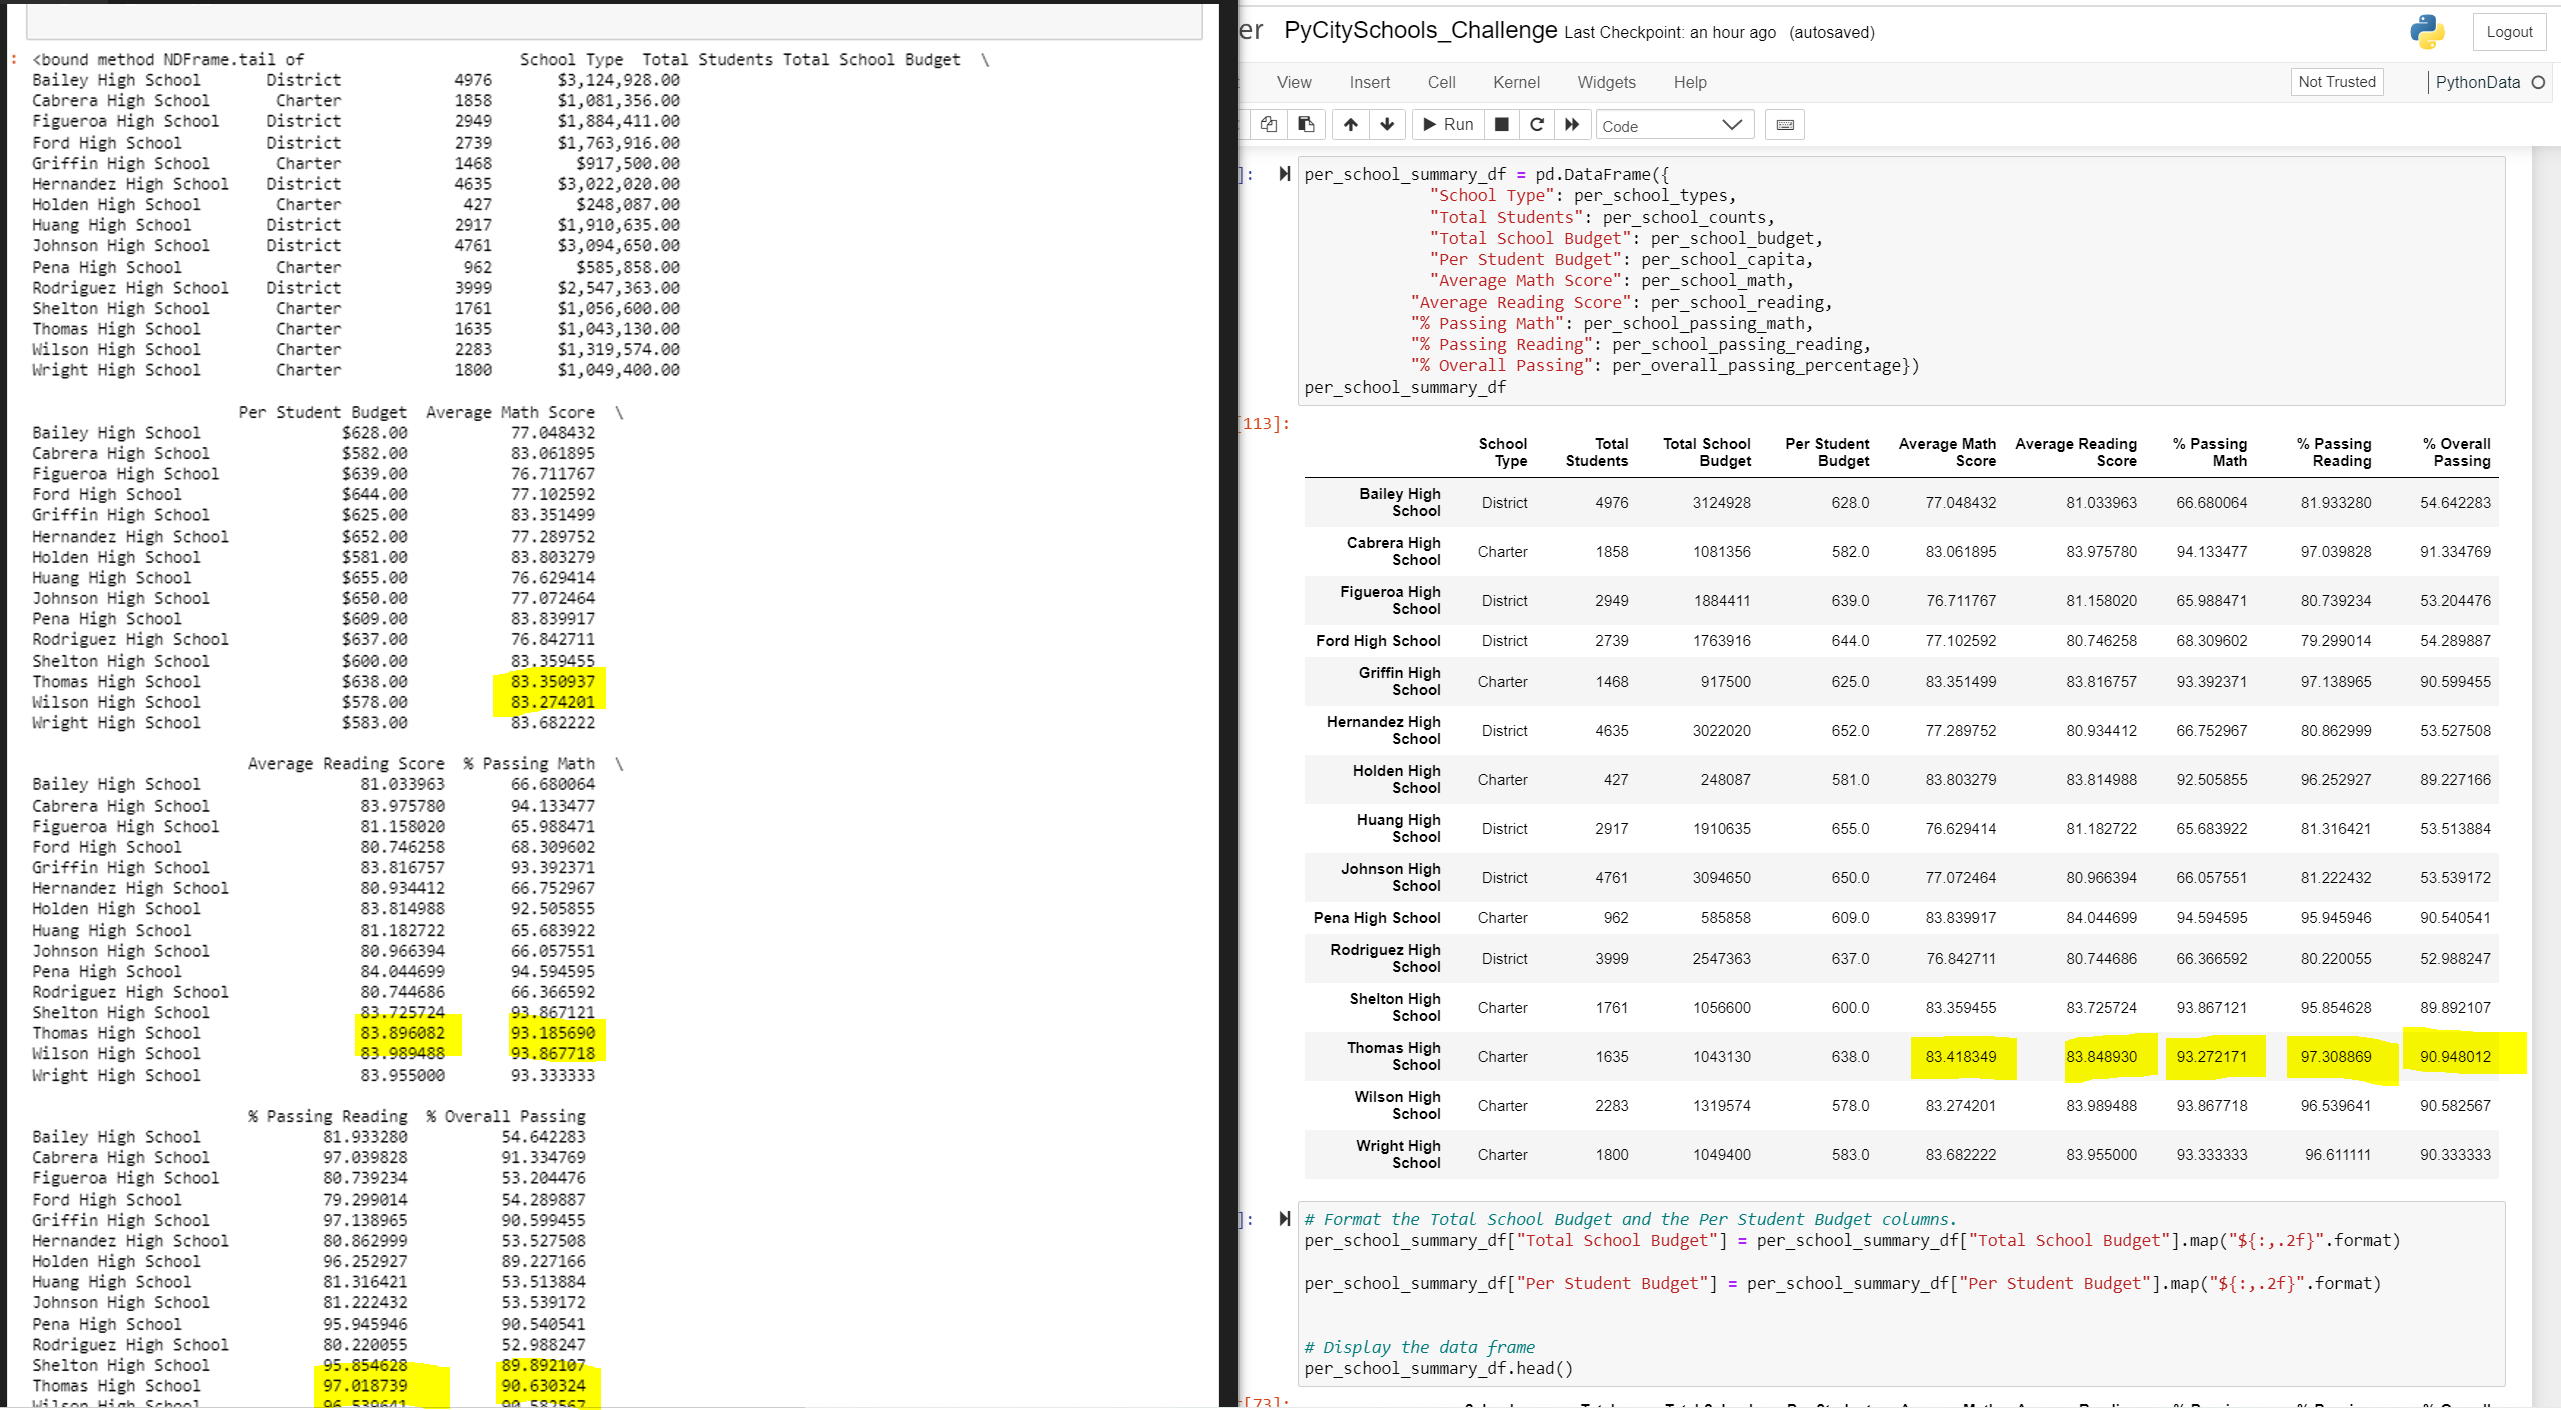 : <bound method NDFrame.tail of                       School Type  Total Students Total School Budget  \
Bailey High School       District            4976       $3,124,928.00
Cabrera High School       Charter            1858       $1,081,356.00
Figueroa High School     District            2949       $1,884,411.00
Ford High School         District            2739       $1,763,916.00
Griffin High School       Charter            1468         $917,500.00
Hernandez High School    District            4635       $3,022,020.00
Holden High School        Charter             427         $248,087.00
Huang High School        District            2917       $1,910,635.00
Johnson High School      District            4761       $3,094,650.00
Pena High School          Charter             962         $585,858.00
Rodriguez High School    District            3999       $2,547,363.00
Shelton High School       Charter            1761       $1,056,600.00
Thomas High School        Charter            1635       $1,043,130.00
Wilson High School        Charter            2283       $1,319,574.00
Wright High School        Charter            1800       $1,049,400.00
Per Student Budget  Average Math Score  \
Bailey High School               $628.00           77.048432
Cabrera High School              $582.00           83.061895
Figueroa High School             $639.00           76.711767
Ford High School                 $644.00           77.102592
Griffin High School              $625.00           83.351499
Hernandez High School            $652.00           77.289752
Holden High School               $581.00           83.803279
Huang High School                $655.00           76.629414
Johnson High School              $650.00           77.072464
Pena High School                 $609.00           83.839917
Rodriguez High School            $637.00           76.842711
Shelton High School              $600.00           83.359455
Thomas High School               $638.00           83.350937
Wilson High School               $578.00           83.274201
Wright High School               $583.00           83.682222
Average Reading Score  % Passing Math  \
Bailey High School                 81.033963       66.680064
Cabrera High School                83.975780       94.133477
Figueroa High School               81.158020       65.988471
Ford High School                   80.746258       68.309602
Griffin High School                83.816757       93.392371
Hernandez High School              80.934412       66.752967
Holden High School                 83.814988       92.505855
Huang High School                  81.182722       65.683922
Johnson High School                80.966394       66.057551
Pena High School                   84.044699       94.594595
Rodriguez High School              80.744686       66.366592
Shelton High School                83.725724       93.867121
Thomas High School                 83.896082       93.185690
Wilson High School                 83.989488       93.867718
Wright High School                 83.955000       93.333333
% Passing Reading  % Overall Passing
Bailey High School             81.933280          54.642283
Cabrera High School            97.039828          91.334769
Figueroa High School           80.739234          53.204476
Ford High School               79.299014          54.289887
Griffin High School            97.138965          90.599455
Hernandez High School          80.862999          53.527508
Holden High School             96.252927          89.227166
Huang High School              81.316421          53.513884
Johnson High School            81.222432          53.539172
Pena High School               95.945946          90.540541
Rodriguez High School          80.220055          52.988247
Shelton High School            95.854628          89.892107
Thomas High School             97.018739          90.630324
Wilson High School             96.539641          90.582567
er PyCitySchools_Challenge Last Checkpoint: an hour ago (autosaved) Logout
View Insert Cell Kernel Widgets Help Not Trusted PythonData
Run Code
]: per_school_summary_df = pd.DataFrame({
"School Type": per_school_types,
"Total Students": per_school_counts,
"Total School Budget": per_school_budget,
"Per Student Budget": per_school_capita,
"Average Math Score": per_school_math,
"Average Reading Score": per_school_reading,
"% Passing Math": per_school_passing_math,
"% Passing Reading": per_school_passing_reading,
"% Overall Passing": per_overall_passing_percentage})
per_school_summary_df
[113]:
School Type Total Students Total School Budget Per Student Budget Average Math Score Average Reading Score % Passing Math % Passing Reading % Overall Passing
Bailey High School District 4976 3124928 628.0 77.048432 81.033963 66.680064 81.933280 54.642283
Cabrera High School Charter 1858 1081356 582.0 83.061895 83.975780 94.133477 97.039828 91.334769
Figueroa High School District 2949 1884411 639.0 76.711767 81.158020 65.988471 80.739234 53.204476
Ford High School District 2739 1763916 644.0 77.102592 80.746258 68.309602 79.299014 54.289887
Griffin High School Charter 1468 917500 625.0 83.351499 83.816757 93.392371 97.138965 90.599455
Hernandez High School District 4635 3022020 652.0 77.289752 80.934412 66.752967 80.862999 53.527508
Holden High School Charter 427 248087 581.0 83.803279 83.814988 92.505855 96.252927 89.227166
Huang High School District 2917 1910635 655.0 76.629414 81.182722 65.683922 81.316421 53.513884
Johnson High School District 4761 3094650 650.0 77.072464 80.966394 66.057551 81.222432 53.539172
Pena High School Charter 962 585858 609.0 83.839917 84.044699 94.594595 95.945946 90.540541
Rodriguez High School District 3999 2547363 637.0 76.842711 80.744686 66.366592 80.220055 52.988247
Shelton High School Charter 1761 1056600 600.0 83.359455 83.725724 93.867121 95.854628 89.892107
Thomas High School Charter 1635 1043130 638.0 83.418349 83.848930 93.272171 97.308869 90.948012
Wilson High School Charter 2283 1319574 578.0 83.274201 83.989488 93.867718 96.539641 90.582567
Wright High School Charter 1800 1049400 583.0 83.682222 83.955000 93.333333 96.611111 90.333333
]: # Format the Total School Budget and the Per Student Budget columns.
per_school_summary_df["Total School Budget"] = per_school_summary_df["Total School Budget"].map("${:,.2f}".format)
per_school_summary_df["Per Student Budget"] = per_school_summary_df["Per Student Budget"].map("${:,.2f}".format)
# Display the data frame
per_school_summary_df.head()
[73]: